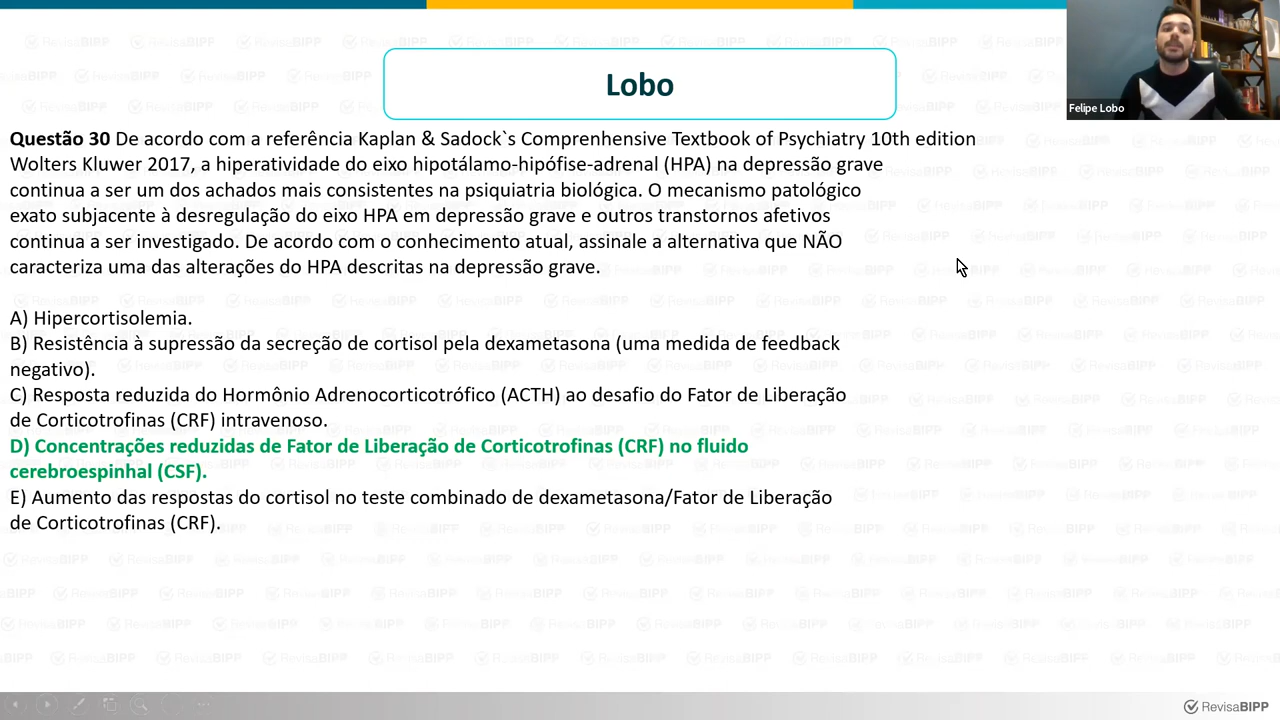 Lobo
Felipe Lobo
Questão 30 De acordo com a referência Kaplan & Sadock`s Comprenhensive Textbook of Psychiatry 10th edition
Wolters Kluwer 2017, a hiperatividade do eixo hipotálamo-hipófise-adrenal (HPA) na depressão grave
continua a ser um dos achados mais consistentes na psiquiatria biológica. O mecanismo patológico
exato subjacente à desregulação do eixo HPA em depressão grave e outros transtornos afetivos
continua a ser investigado. De acordo com o conhecimento atual, assinale a alternativa que NÃO
caracteriza uma das alterações do HPA descritas na depressão grave.
A) Hipercortisolemia.
B) Resistência à supressão da secreção de cortisol pela dexametasona (uma medida de feedback
negativo).
C) Resposta reduzida do Hormônio Adrenocorticotrófico (ACTH) ao desafio do Fator de Liberação
de Corticotrofinas (CRF) intravenoso.
D) Concentrações reduzidas de Fator de Liberação de Corticotrofinas (CRF) no fluido
cerebroespinhal (CSF).
E) Aumento das respostas do cortisol no teste combinado de dexametasona/Fator de Liberação
de Corticotrofinas (CRF).
RevisaBIPP